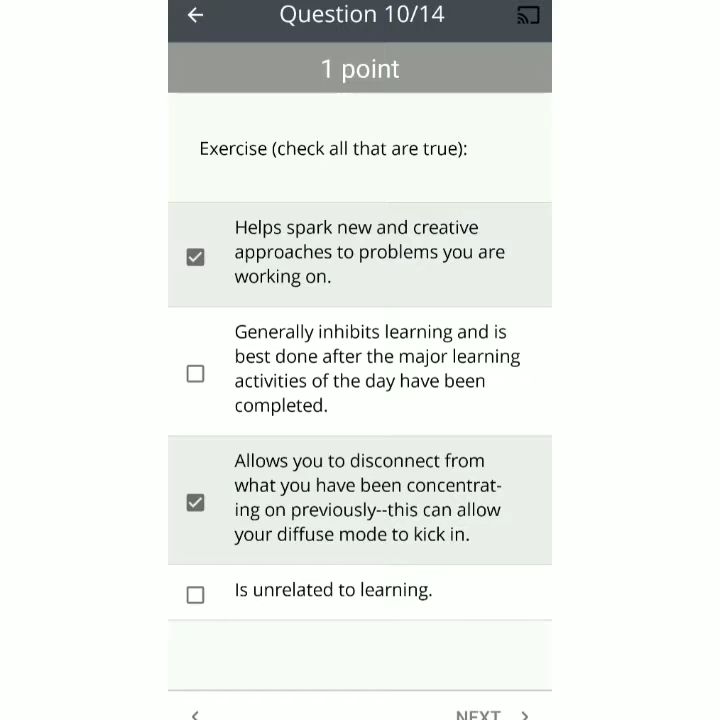 Question 10/14
1 point
Exercise (check all that are true):
Helps spark new and creative
approaches to problems you are
working on.
Generally inhibits learning and is
best done after the major learning
activities of the day have been
completed.
Allows you to disconnect from
what you have been concentrat-
ing on previously--this can allow
your diffuse mode to kick in.
Is unrelated to learning.
NEXT